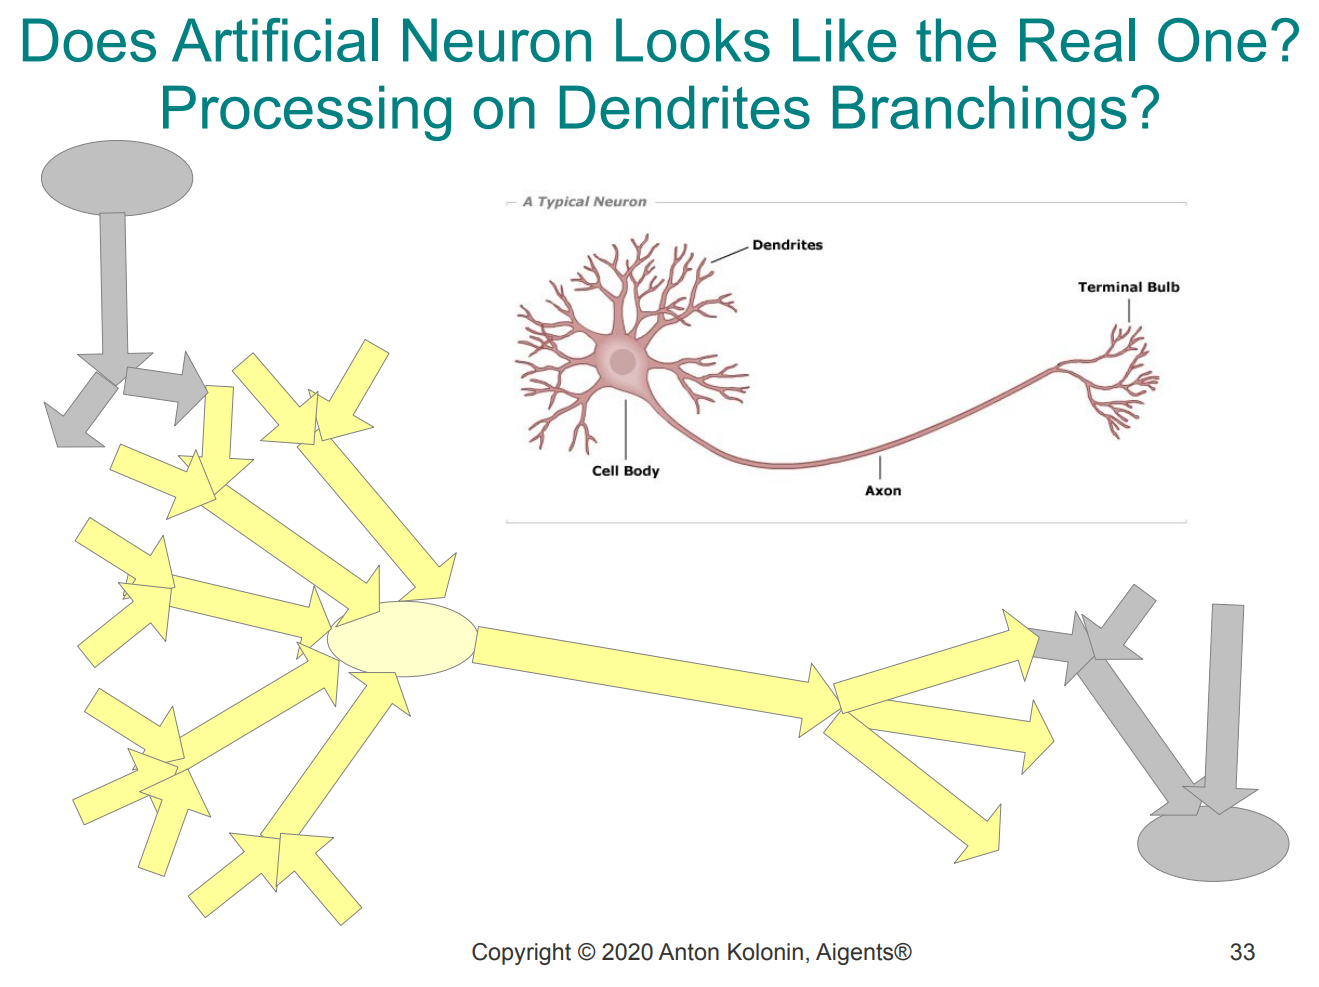 Does Artificial Neuron Looks Like the Real One?
Processing on Dendrites Branchings?
A Typical Neuron
Dendrites
Terminal Bulb
Cell Body
Axon
Copyright © 2020 Anton Kolonin, Aigents®
33